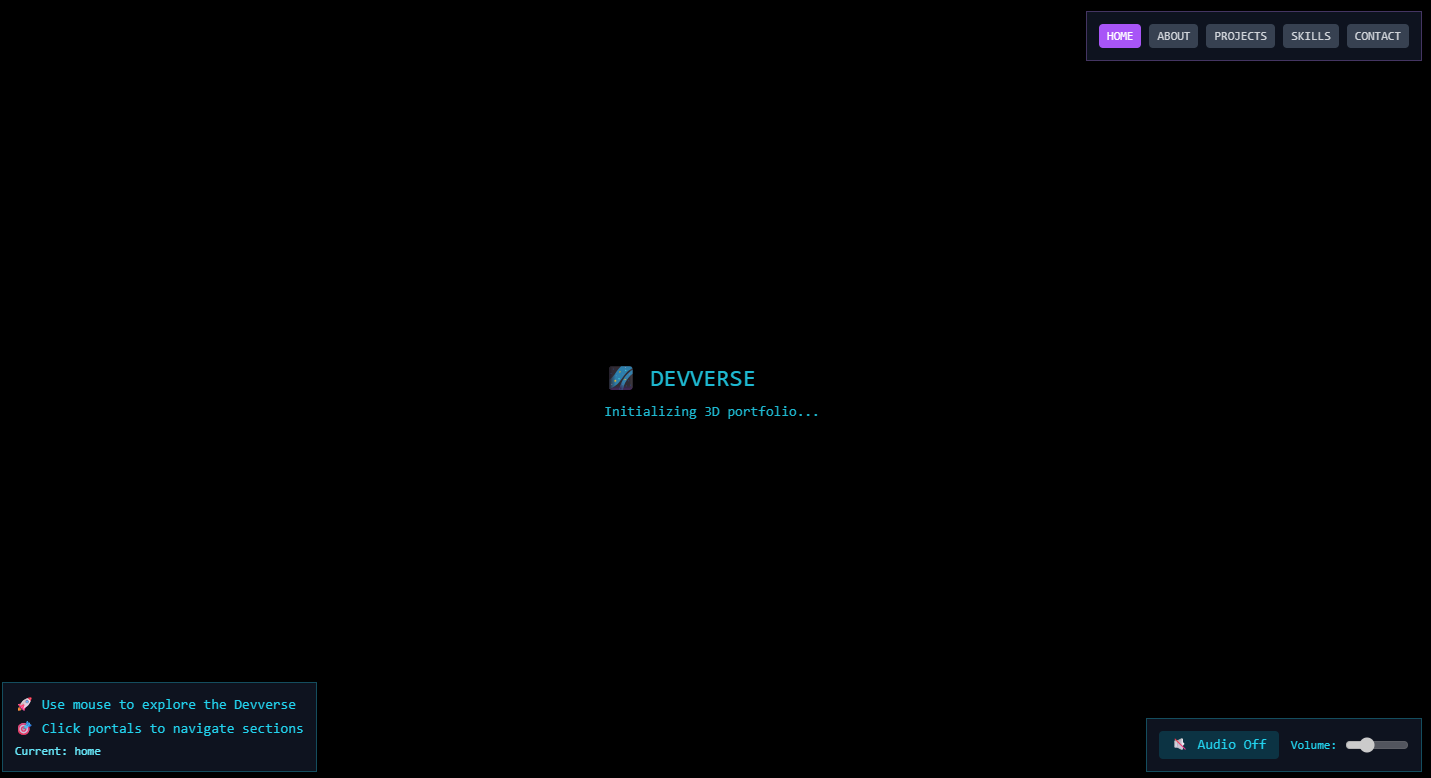 HOME ABOUT PROJECTS SKILLS CONTACT
DEVVERSE
Initializing 3D portfolio...
Use mouse to explore the Devverse
Click portals to navigate sections
Current: home
Audio Off Volume: